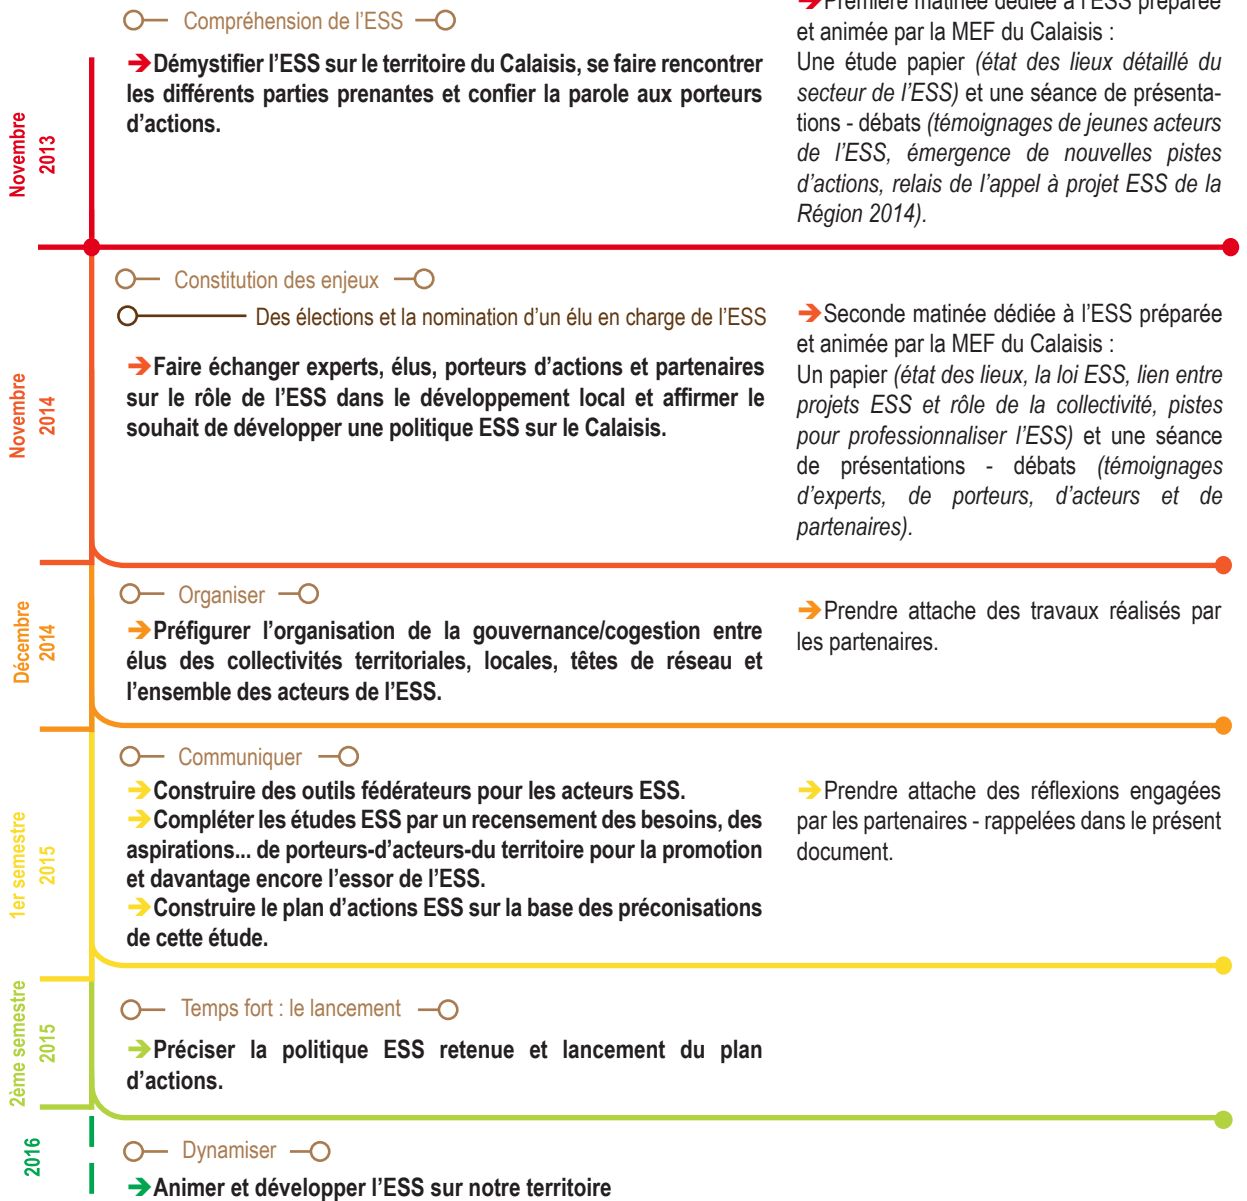 Novembre
2013
Compréhension de l’ESS
➔Démystifier l’ESS sur le territoire du Calaisis, se faire rencontrer
les différents parties prenantes et confier la parole aux porteurs
d’actions.
➔Première matinée dédiée à l’ESS préparée
et animée par la MEF du Calaisis :
Une étude papier (état des lieux détaillé du
secteur de l’ESS) et une séance de présenta-
tions - débats (témoignages de jeunes acteurs
de l’ESS, émergence de nouvelles pistes
d’actions, relais de l’appel à projet ESS de la
Région 2014).
Novembre
2014
Constitution des enjeux
Des élections et la nomination d’un élu en charge de l’ESS
➔Faire échanger experts, élus, porteurs d’actions et partenaires
sur le rôle de l’ESS dans le développement local et affirmer le
souhait de développer une politique ESS sur le Calaisis.
➔Seconde matinée dédiée à l’ESS préparée
et animée par la MEF du Calaisis :
Un papier (état des lieux, la loi ESS, lien entre
projets ESS et rôle de la collectivité, pistes
pour professionnaliser l’ESS) et une séance
de présentations - débats (témoignages
d’experts, de porteurs, d’acteurs et de
partenaires).
Décembre
2014
Organiser
➔Préfigurer l’organisation de la gouvernance/cogestion entre
élus des collectivités territoriales, locales, têtes de réseau et
l’ensemble des acteurs de l’ESS.
➔Prendre attache des travaux réalisés par
les partenaires.
1er semestre
2015
Communiquer
➔Construire des outils fédérateurs pour les acteurs ESS.
➔Compléter les études ESS par un recensement des besoins, des
aspirations... de porteurs-d’acteurs-du territoire pour la promotion
et davantage encore l’essor de l’ESS.
➔Construire le plan d’actions ESS sur la base des préconisations
de cette étude.
➔Prendre attache des réflexions engagées
par les partenaires - rappelées dans le présent
document.
2ème semestre
2015
Temps fort : le lancement
➔Préciser la politique ESS retenue et lancement du plan
d’actions.
2016
Dynamiser
➔Animer et développer l’ESS sur notre territoire